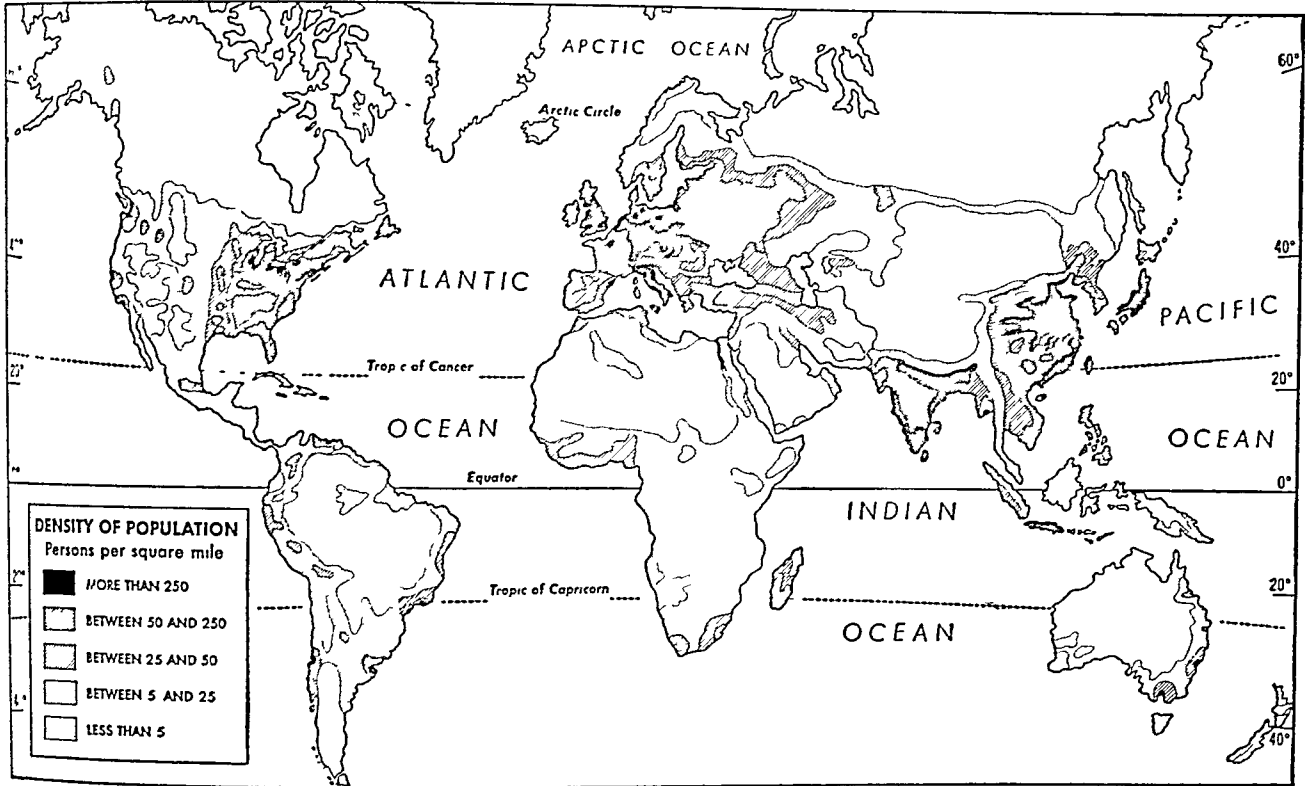 APCTIC OCEAN
60°
Arctic Circle
40°
ATLANTIC
PACIFIC
Trop c of Cancer
20°
20°
OCEAN
OCEAN
Equator
0°
INDIAN
DENSITY OF POPULATION
Persons per square mile
MORE THAN 250
BETWEEN 50 AND 250
BETWEEN 25 AND 50
BETWEEN 5 AND 25
LESS THAN 5
Tropic of Capricorn
20°
OCEAN
40°